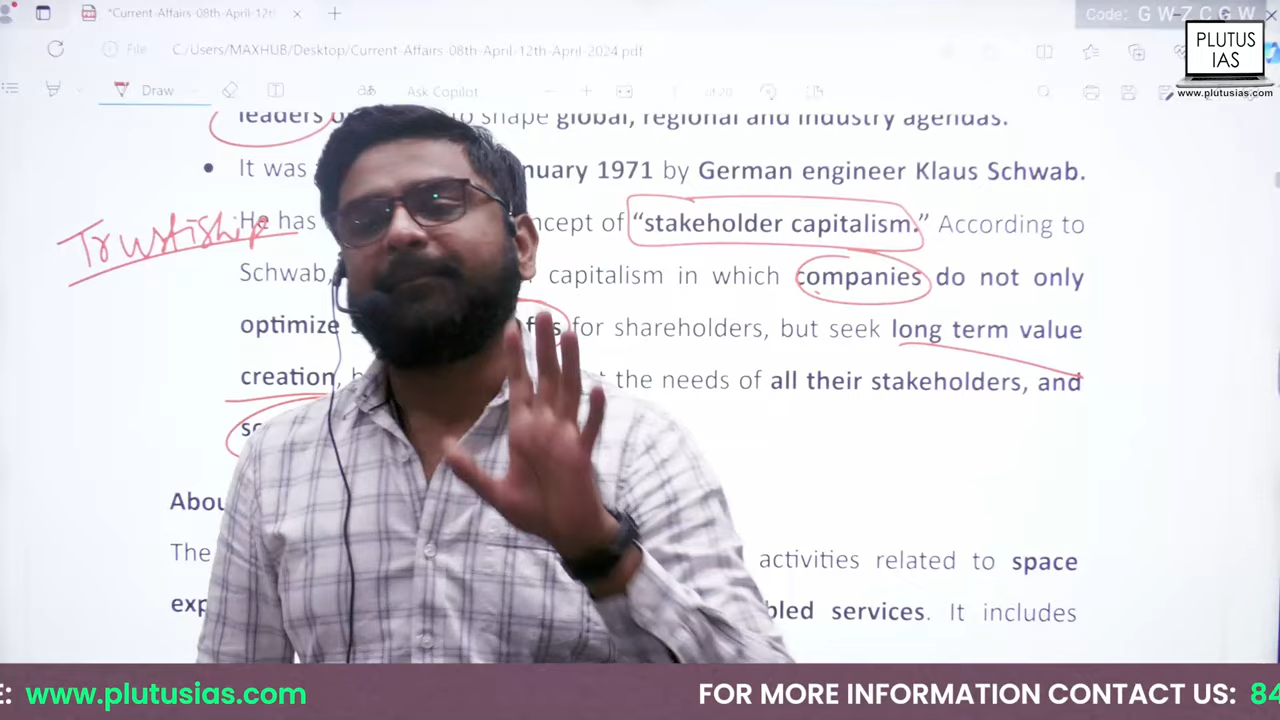 *Current-Affairs-08th-April-12th
Code: G W Z C G W
File C:/Users/MAXHUB/Desktop/Current-Affairs-08th-April-12th-April-2024.pdf
PLUTUS
IAS
www.plutusias.com
Draw
Ask Copilot
of 20
leaders to shape global, regional and industry agendas.
• It was nuary 1971 by German engineer Klaus Schwab.
Trustiship
He has ncept of “stakeholder capitalism.” According to
Schwab, capitalism in which companies do not only
optimize for shareholders, but seek long term value
creation, the needs of all their stakeholders, and
Abou
The activities related to space
exp bled services. It includes
E: www.plutusias.com FOR MORE INFORMATION CONTACT US: 84